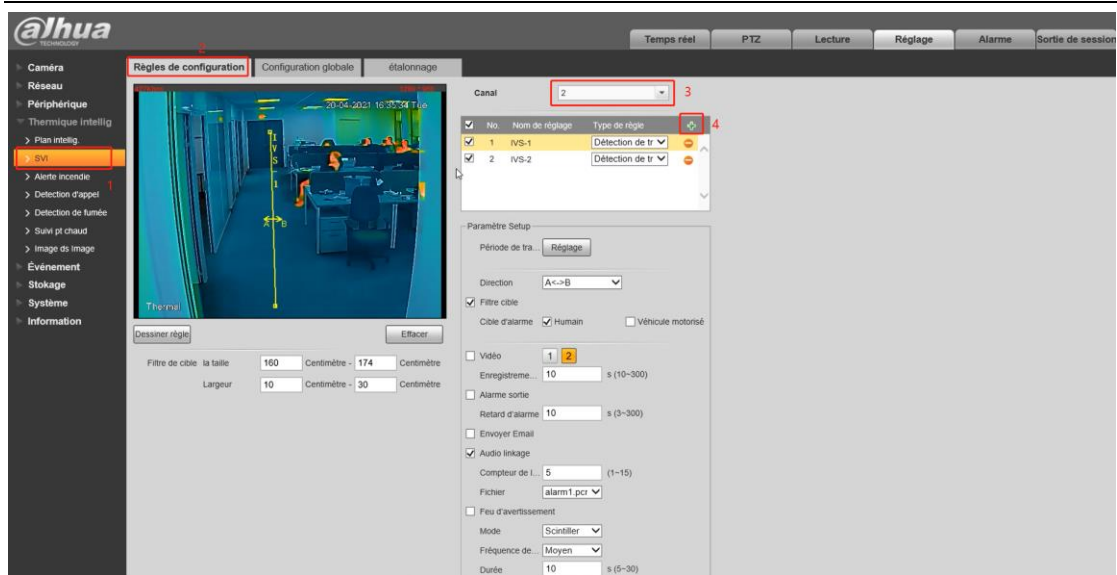 alhua
TECHNOLOGY
Temps réel PTZ Lecture Réglage Alarme Sortie de session
2
Caméra
Réseau
Périphérique
Thermique intellig
Plan intellig.
SVI
1
Alerte incendie
Detection d'appel
Detection de fumée
Suivi pt chaud
Image ds Image
Événement
Stokage
Système
Information
Règles de configuration Configuration globale étalonnage
20-04-2021 16:35:34 Tue
IVS-1
A B
Thermal
Dessiner règle Effacer
Filtre de cible la taille 160 Centimètre - 174 Centimètre
Largeur 10 Centimètre - 30 Centimètre
Canal 2 3
No. Nom de réglage Type de règle 4
1 IVS-1 Détection de tr
2 IVS-2 Détection de tr
Paramètre Setup
Période de tra... Réglage
Direction A<->B
Filtre cible
Cible d'alarme Humain Véhicule motorisé
Vidéo 1 2
Enregistreme... 10 s (10~300)
Alarme sortie
Retard d'alarme 10 s (3~300)
Envoyer Email
Audio linkage
Compteur de l... 5 (1~15)
Fichier alarm1.pcr
Feu d'avertissement
Mode Scintiller
Fréquence de... Moyen
Durée 10 s (5~30)